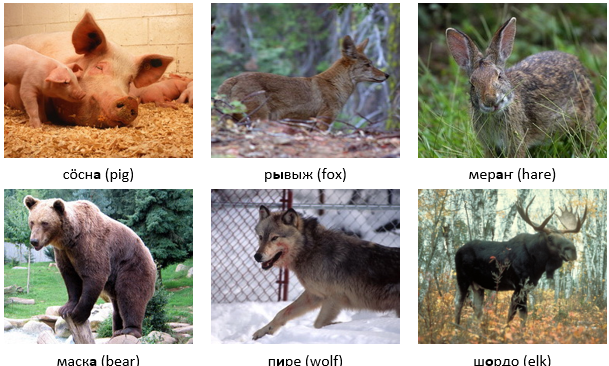 сӧсна (pig)
рывыж (fox)
мераҥ (hare)
маска (bear)
пире (wolf)
шордо (elk)